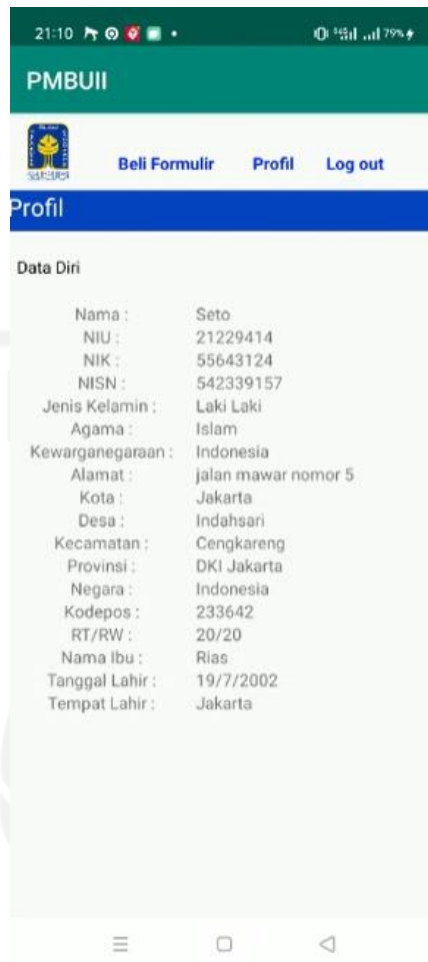 21:10
79%
PMBUII
Beli Formulir Profil Log out
Profil
Data Diri
Nama : Seto
NIU : 21229414
NIK : 55643124
NISN : 542339157
Jenis Kelamin : Laki Laki
Agama : Islam
Kewarganegaraan : Indonesia
Alamat : jalan mawar nomor 5
Kota : Jakarta
Desa : Indahsari
Kecamatan : Cengkareng
Provinsi : DKI Jakarta
Negara : Indonesia
Kodepos : 233642
RT/RW : 20/20
Nama Ibu : Rias
Tanggal Lahir : 19/7/2002
Tempat Lahir : Jakarta